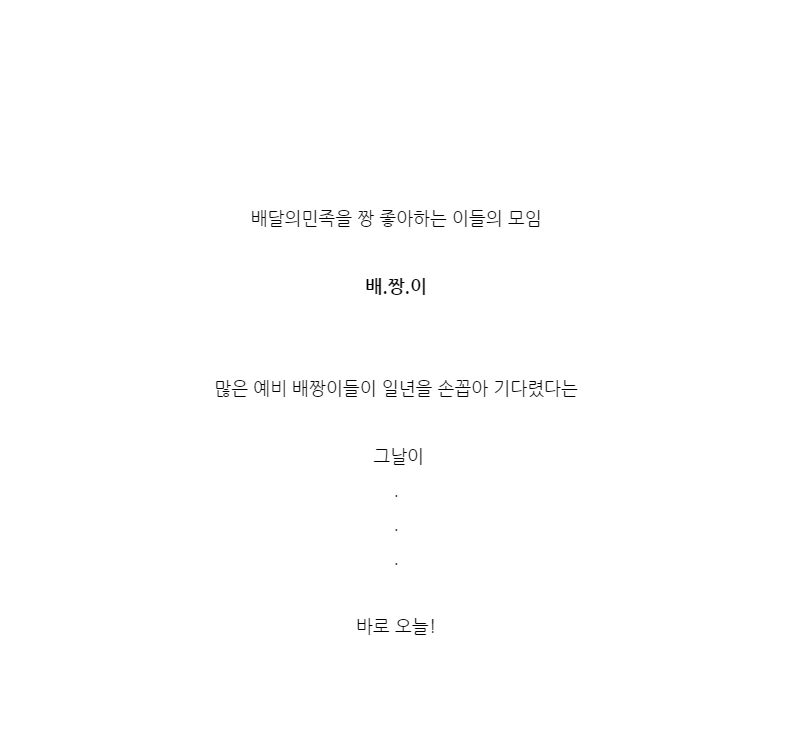 배달의민족을 짱 좋아하는 이들의 모임
배.짱.이
많은 예비 배짱이들이 일년을 손꼽아 기다렸다는
그날이
.
.
.
바로 오늘!